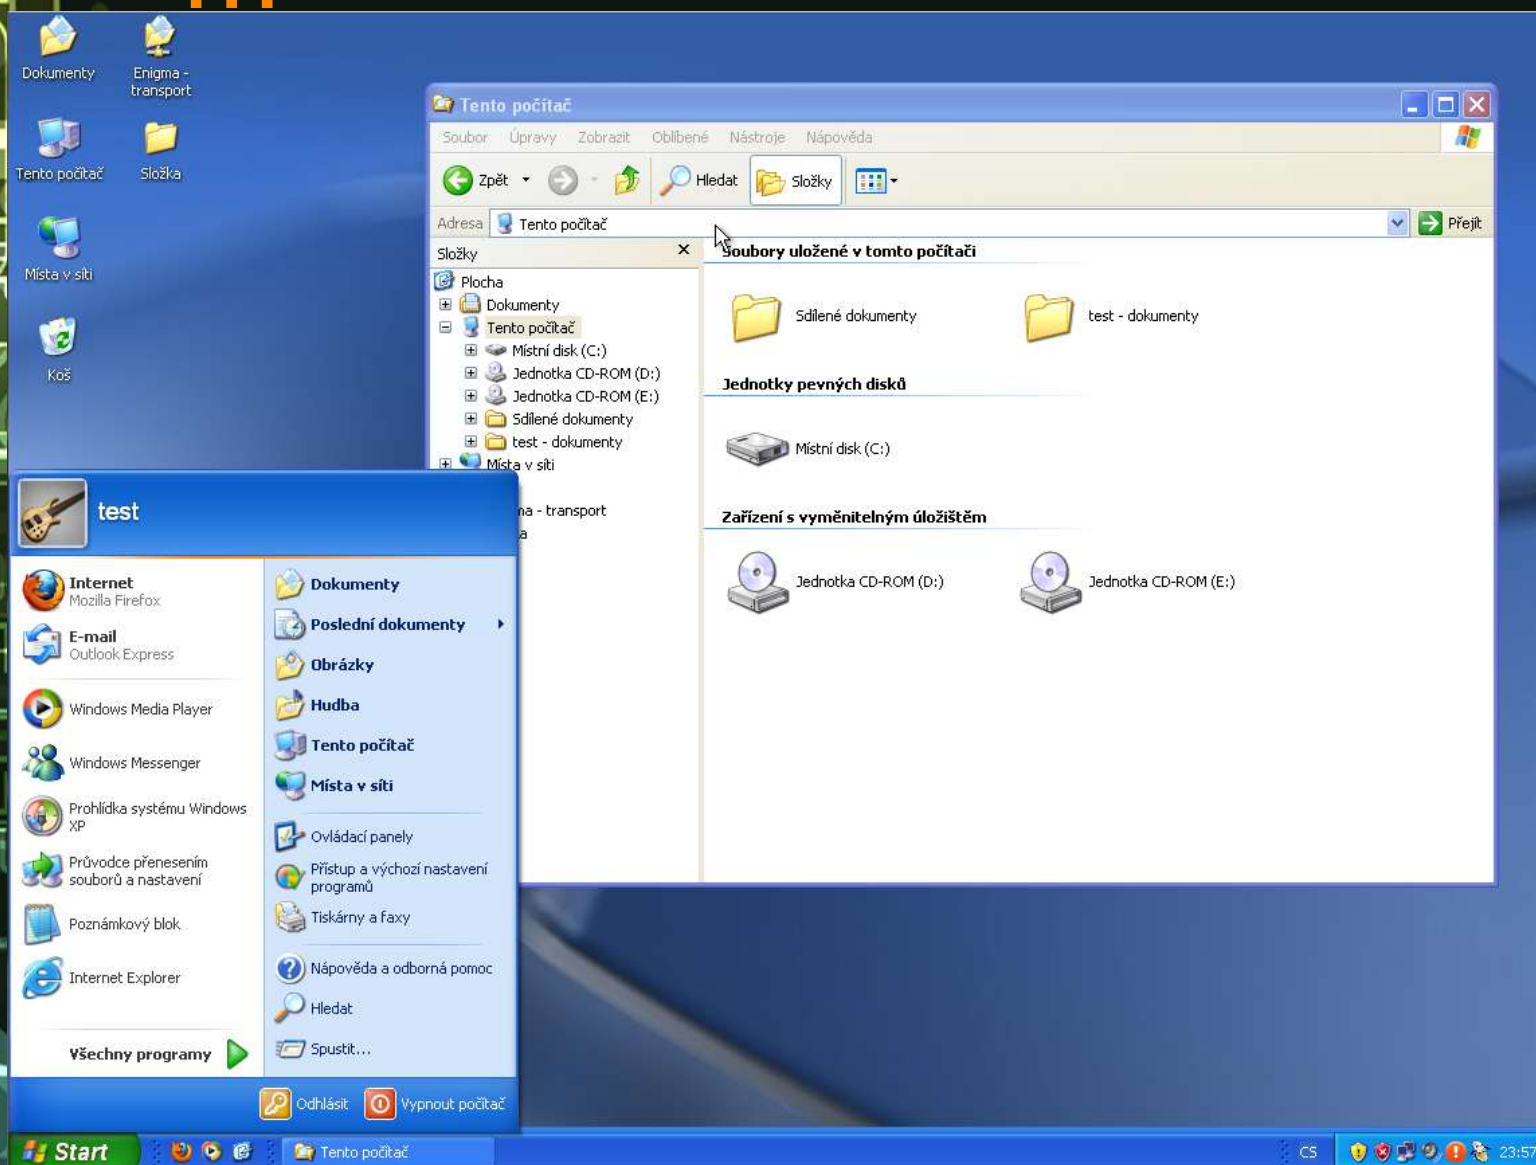 Dokumenty
Enigma -
transport
Tento počítač
Složka
Místa v síti
Koš
Tento počítač
Soubor Úpravy Zobrazit Oblíbené Nástroje Nápověda
Zpět
Hledat
Složky
Adresa
Tento počítač
Přejít
Složky
Plocha
Dokumenty
Tento počítač
Místní disk (C:)
Jednotka CD-ROM (D:)
Jednotka CD-ROM (E:)
Sdílené dokumenty
test - dokumenty
Místa v síti
- transport
Soubory uložené v tomto počítači
Sdílené dokumenty
test - dokumenty
Jednotky pevných disků
Místní disk (C:)
Zařízení s vyměnitelným úložištěm
Jednotka CD-ROM (D:)
Jednotka CD-ROM (E:)
test
Internet
Mozilla Firefox
E-mail
Outlook Express
Windows Media Player
Windows Messenger
Prohlídka systému Windows
XP
Průvodce přenesením
souborů a nastavení
Poznámkový blok
Internet Explorer
Všechny programy
Dokumenty
Poslední dokumenty
Obrázky
Hudba
Tento počítač
Místa v síti
Ovládací panely
Přístup a výchozí nastavení
programů
Tiskárny a faxy
Nápověda a odborná pomoc
Hledat
Spustit...
Odhlásit
Vypnout počítač
Start
Tento počítač
CS
23:57